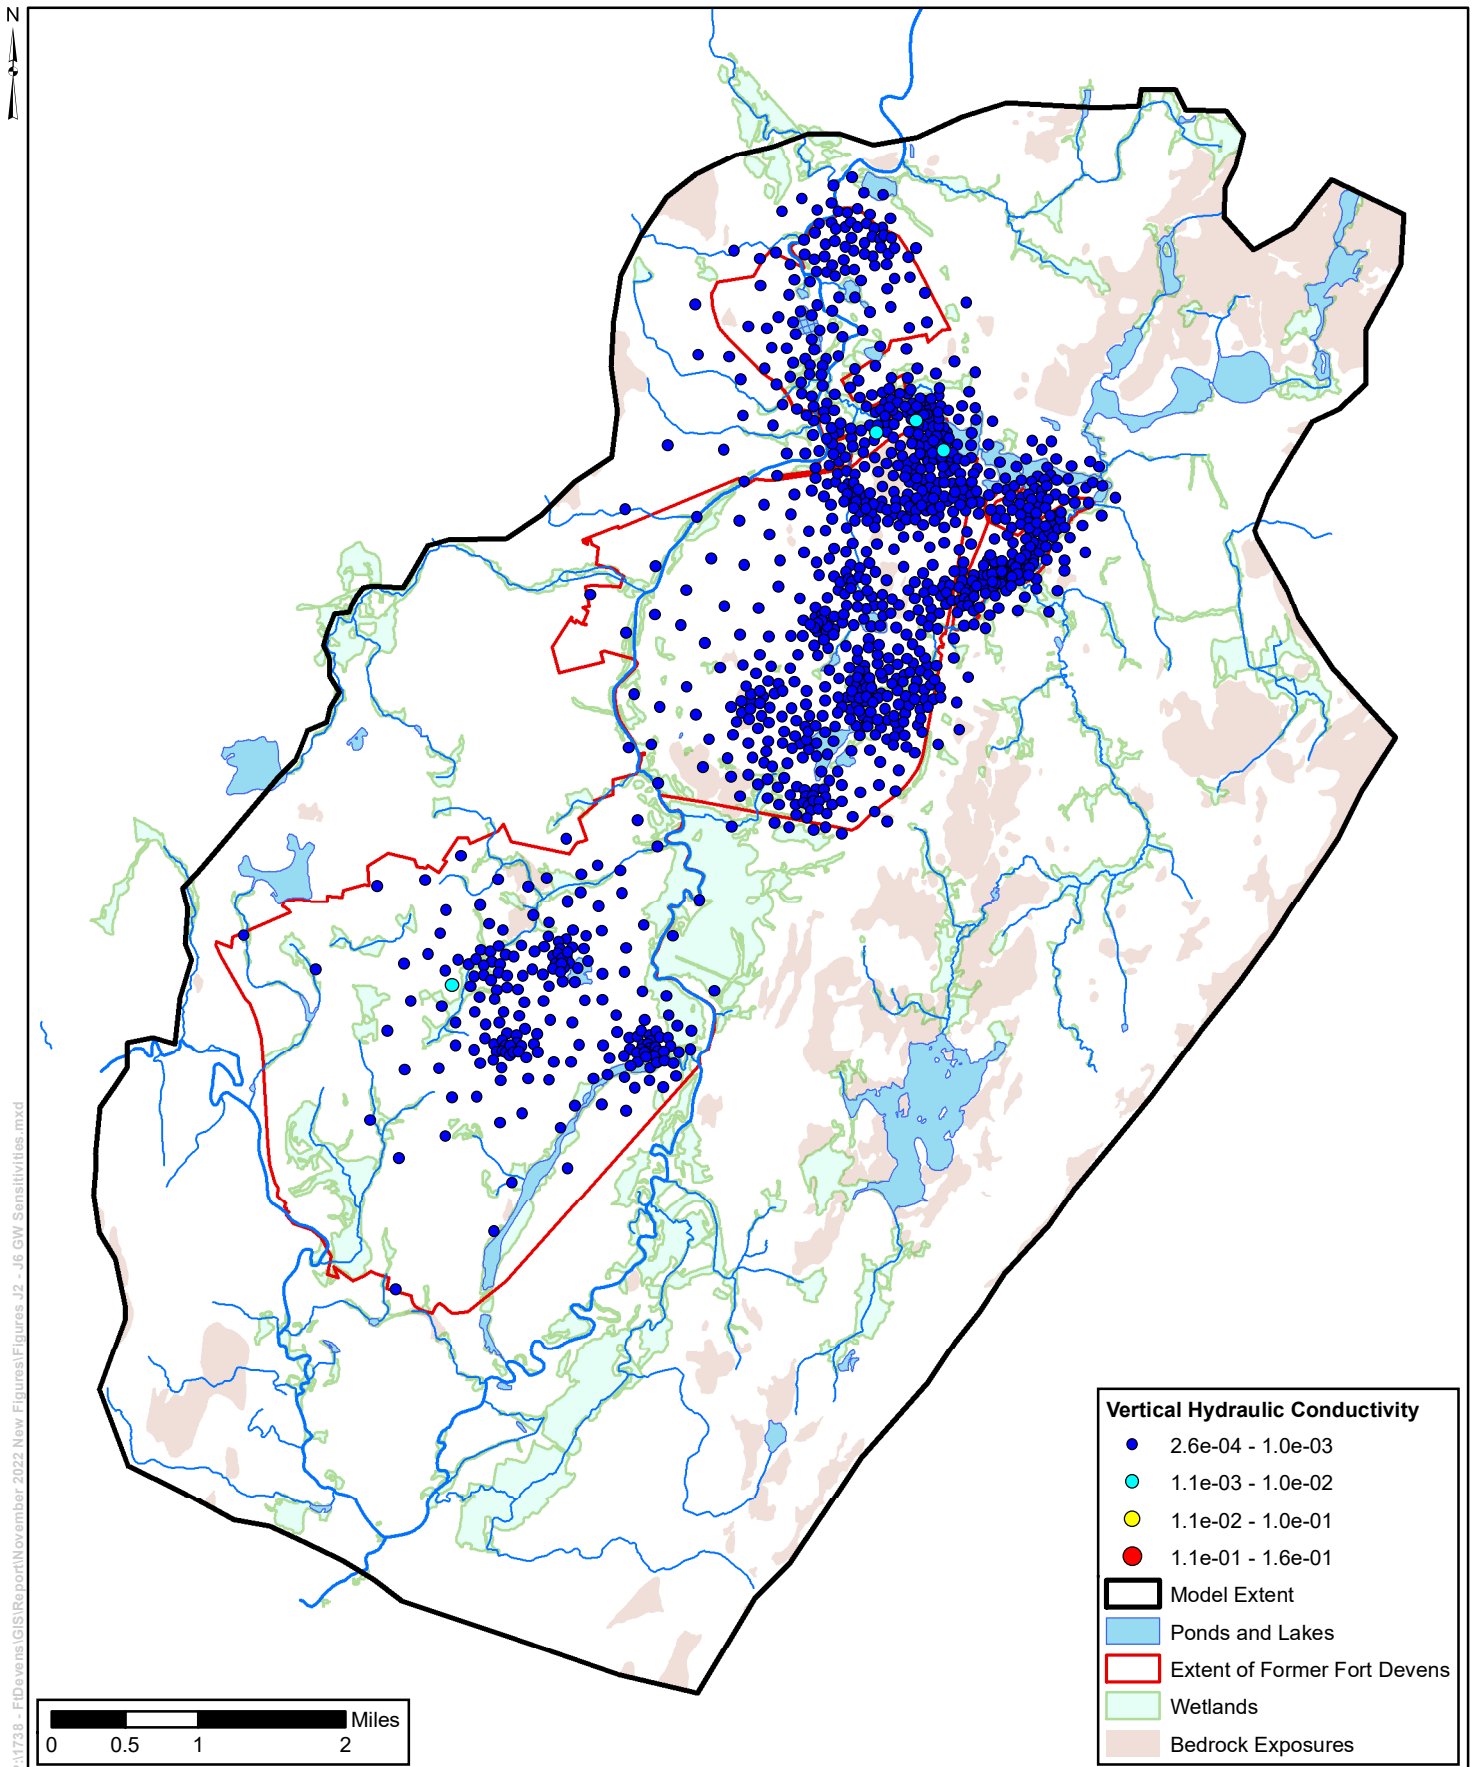 N
P:\1738 - FtDevens\GIS\Report\November 2022 New Figures\Figures J2 - J6 GW Sensitivities.mxd
Vertical Hydraulic Conductivity
2.6e-04 - 1.0e-03
1.1e-03 - 1.0e-02
1.1e-02 - 1.0e-01
1.1e-01 - 1.6e-01
Model Extent
Ponds and Lakes
Extent of Former Fort Devens
Wetlands
Bedrock Exposures
Miles
0 0.5 1 2